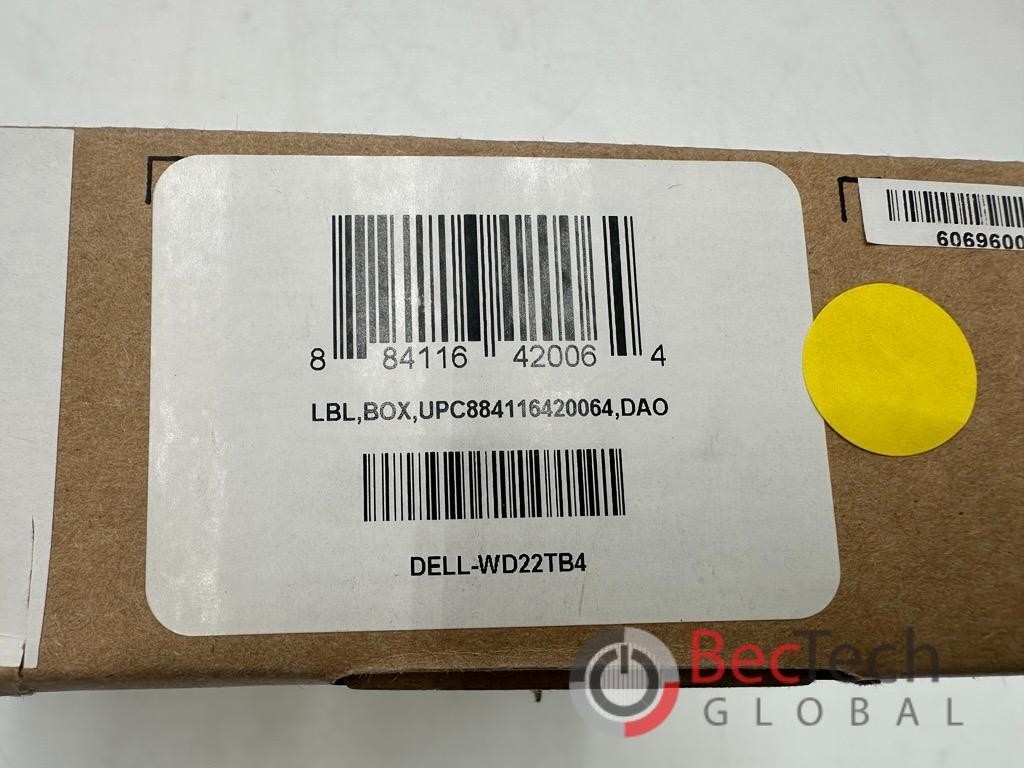 8 84116 42006 4
LBL,BOX,UPC884116420064,DAO
DELL-WD22TB4
6069600
BecTech
GLOBAL